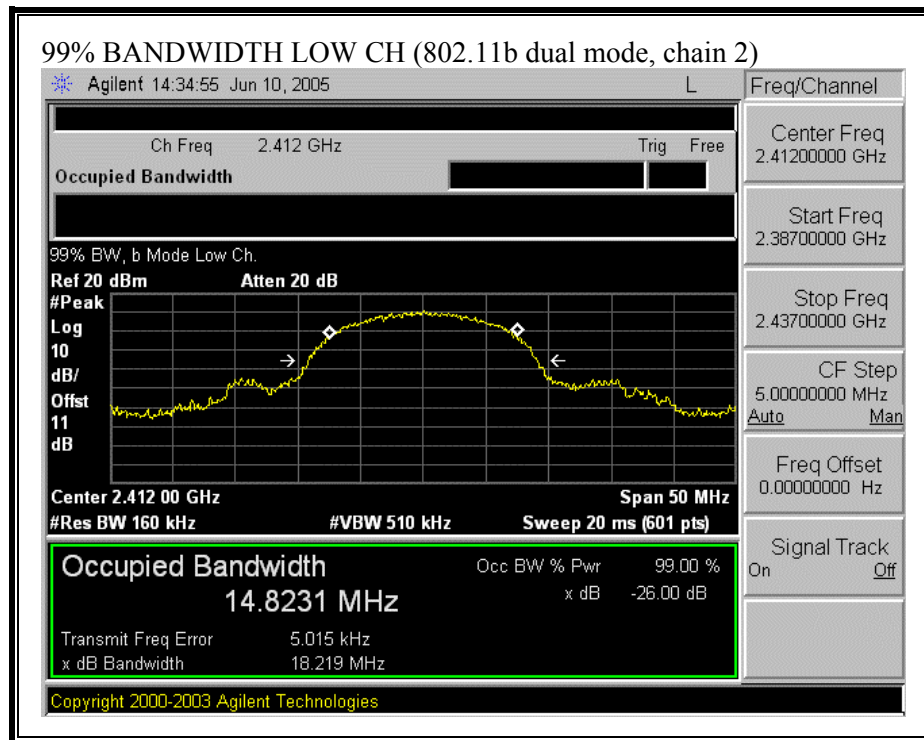 99% BANDWIDTH LOW CH (802.11b dual mode, chain 2)
Agilent 14:34:55 Jun 10, 2005 L
Freq/Channel
Ch Freq 2.412 GHz Trig Free
Occupied Bandwidth
Center Freq
2.41200000 GHz
Start Freq
2.38700000 GHz
Stop Freq
2.43700000 GHz
CF Step
5.00000000 MHz
Auto Man
Freq Offset
0.00000000 Hz
Signal Track
On Off
99% BW, b Mode Low Ch.
Ref 20 dBm Atten 20 dB
#Peak
Log
10
dB/
Offst
11
dB
Center 2.412 00 GHz Span 50 MHz
#Res BW 160 kHz #VBW 510 kHz Sweep 20 ms (601 pts)
Occupied Bandwidth
14.8231 MHz
Occ BW % Pwr 99.00 %
x dB -26.00 dB
Transmit Freq Error 5.015 kHz
x dB Bandwidth 18.219 MHz
Copyright 2000-2003 Agilent Technologies